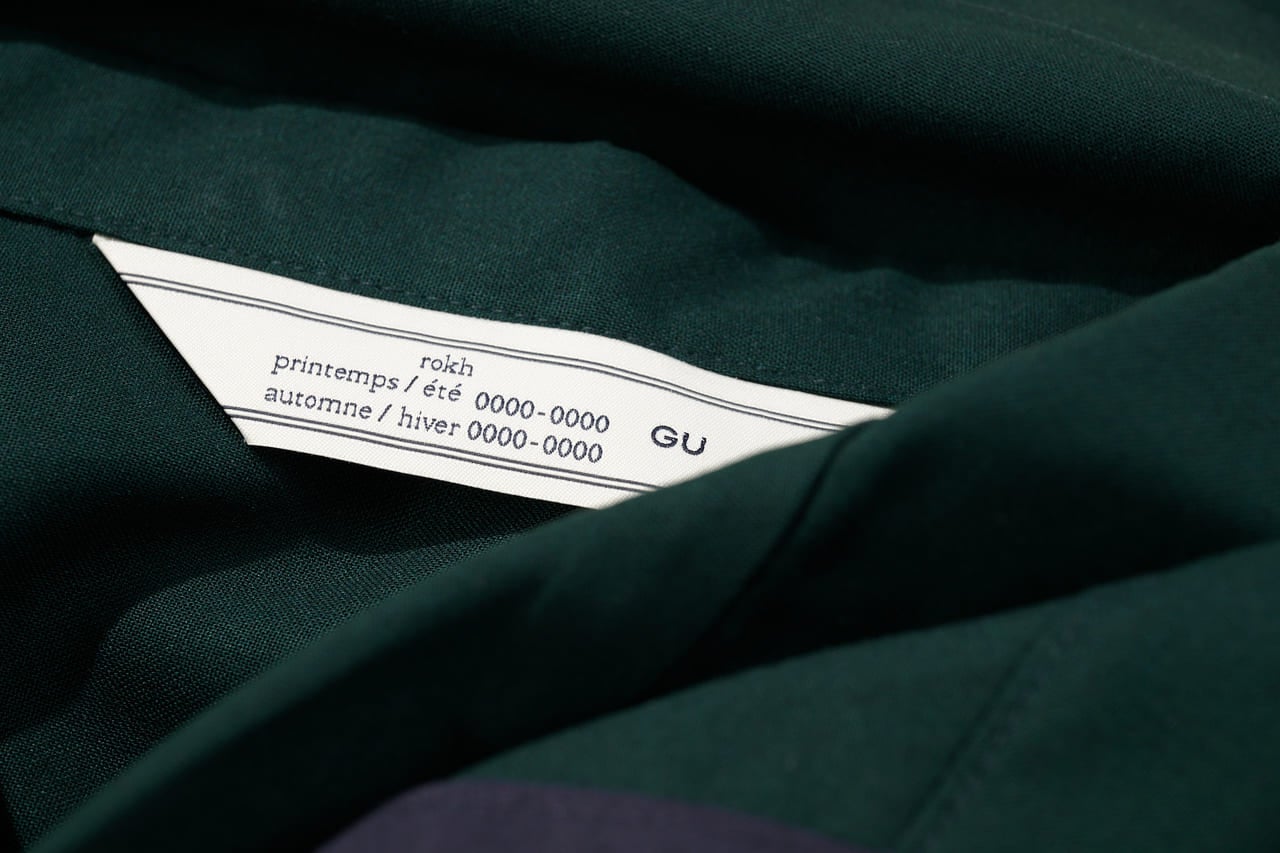 rokh
printemps / été 0000-0000
automne / hiver 0000-0000
GU